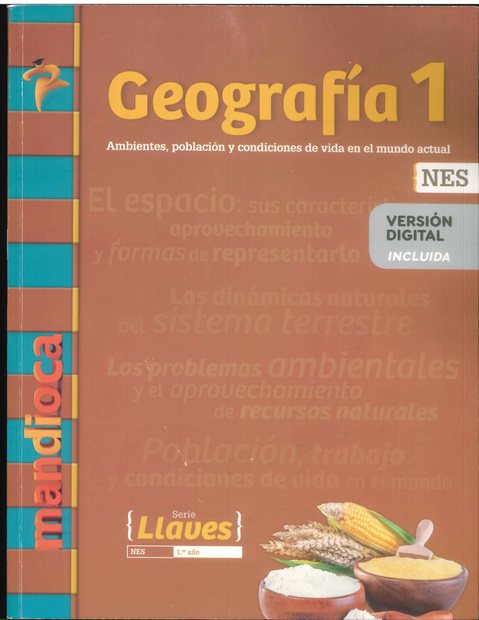 Geografía 1
Ambientes, población y condiciones de vida en el mundo actual
NES
VERSIÓN
DIGITAL
INCLUIDA
El espacio: sus característic
aprovechamiento
y formas de representarlo
Las dinámicas naturales
del sistema terrestre
Los problemas ambientales
y el aprovechamiento
de recursos naturales
Población, trabajo
y condiciones de vida en el mundo
mandioca
Serie
{Llaves}
NES 1.er año